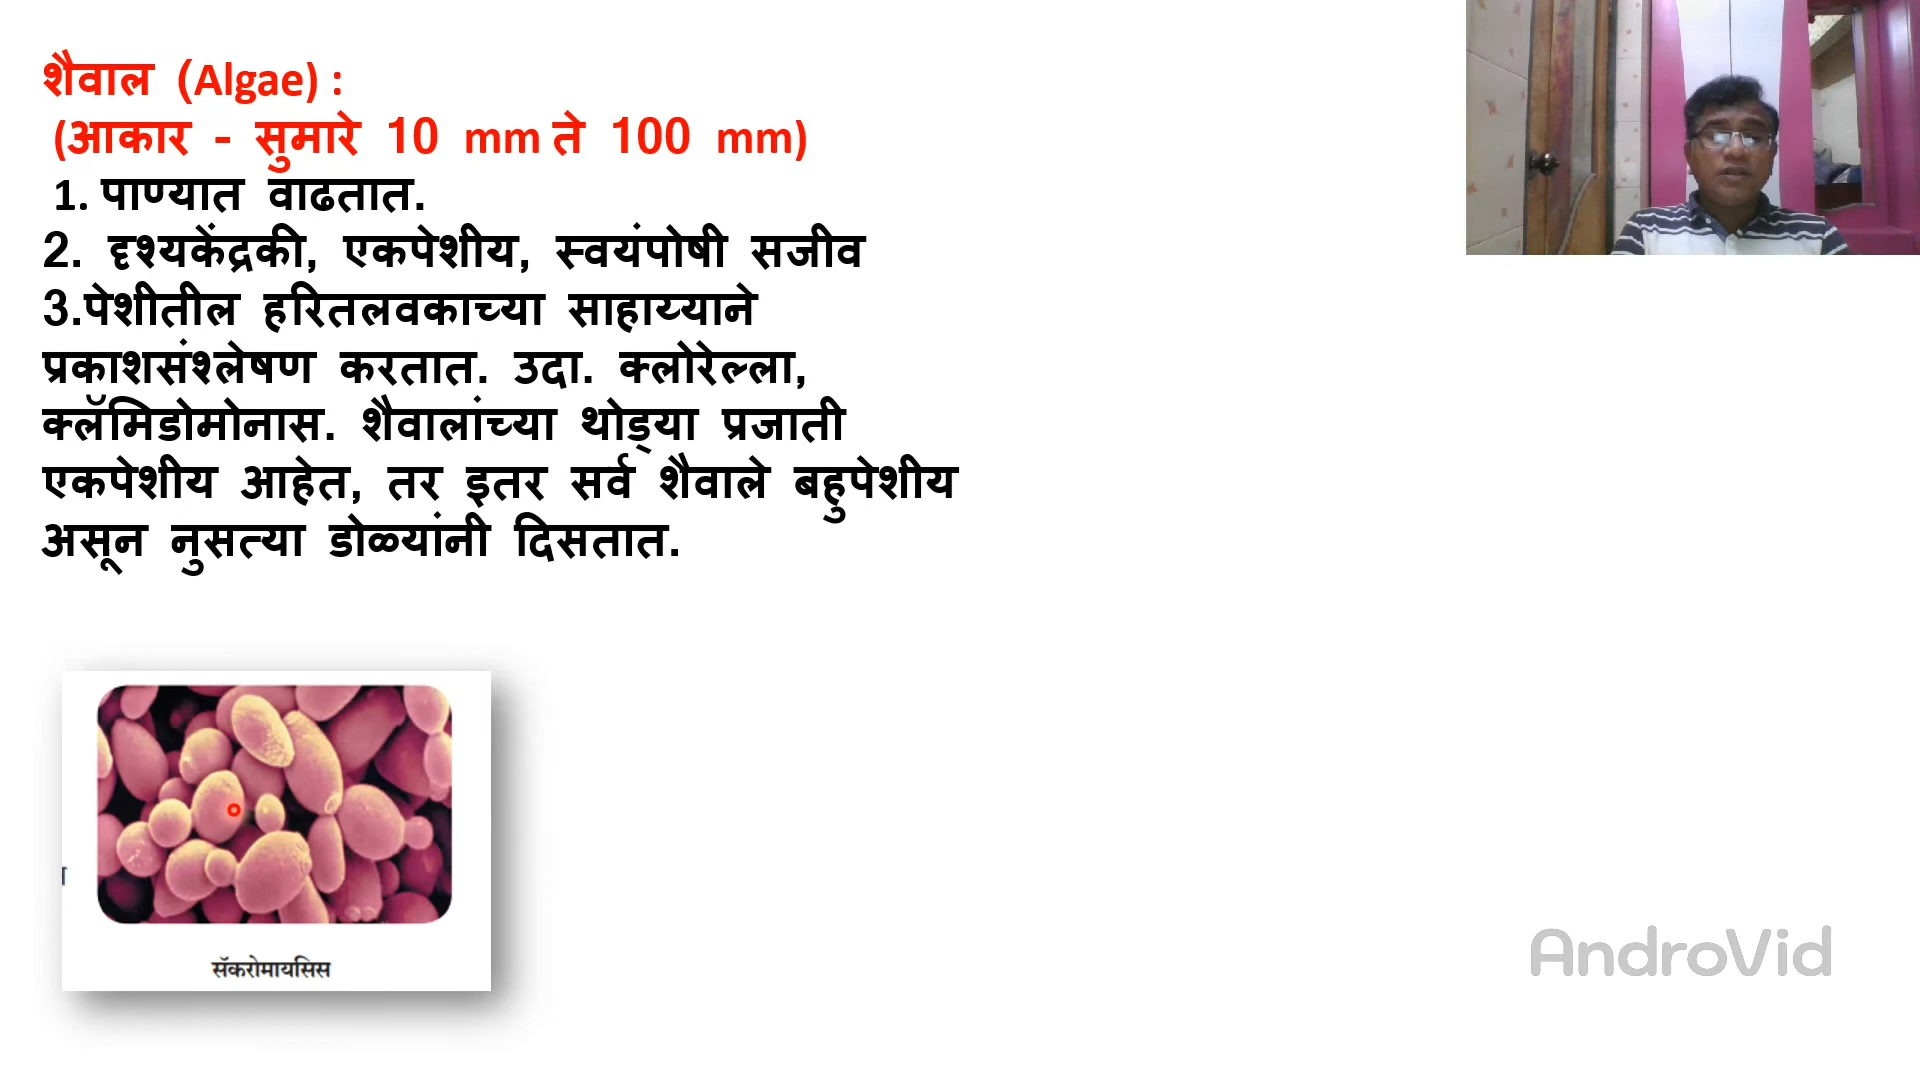 शैवाल (Algae) :
(आकार - सुमारे 10 mm ते 100 mm)
1. पाण्यात वाढतात.
2. दृश्यकेंद्रकी, एकपेशीय, स्वयंपोषी सजीव
3.पेशीतील हरितलवकाच्या साहाय्याने
प्रकाशसंश्लेषण करतात. उदा. क्लोरेल्ला,
क्लॅमिडोमोनास. शैवालांच्या थोड्या प्रजाती
एकपेशीय आहेत, तर इतर सर्व शैवाले बहुपेशीय
असून नुसत्या डोळ्यांनी दिसतात.
सॅकरोमायसिस
AndroVid